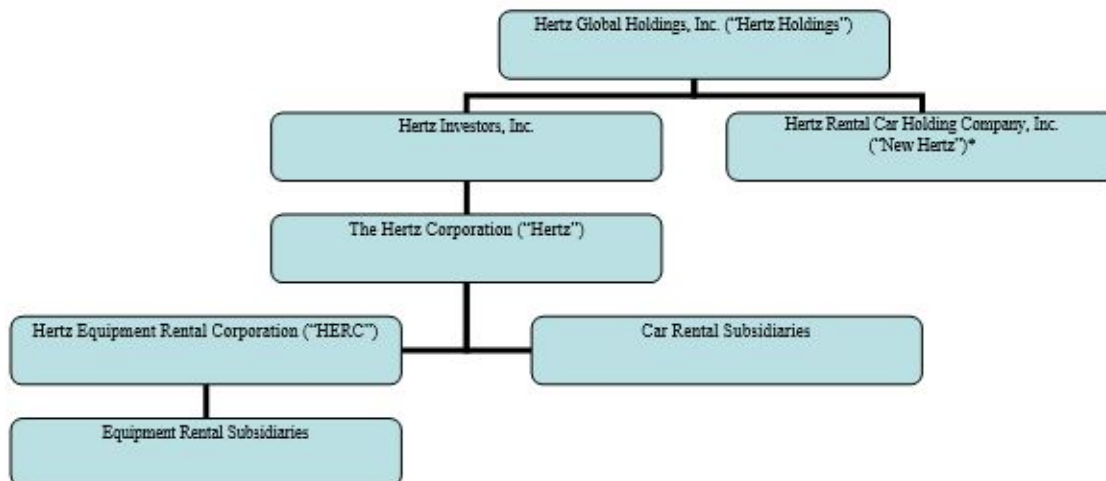 Hertz Global Holdings, Inc. (“Hertz Holdings”)
Hertz Investors, Inc.
Hertz Rental Car Holding Company, Inc.
(“New Hertz”)*
The Hertz Corporation (“Hertz”)
Hertz Equipment Rental Corporation (“HERC”)
Car Rental Subsidiaries
Equipment Rental Subsidiaries